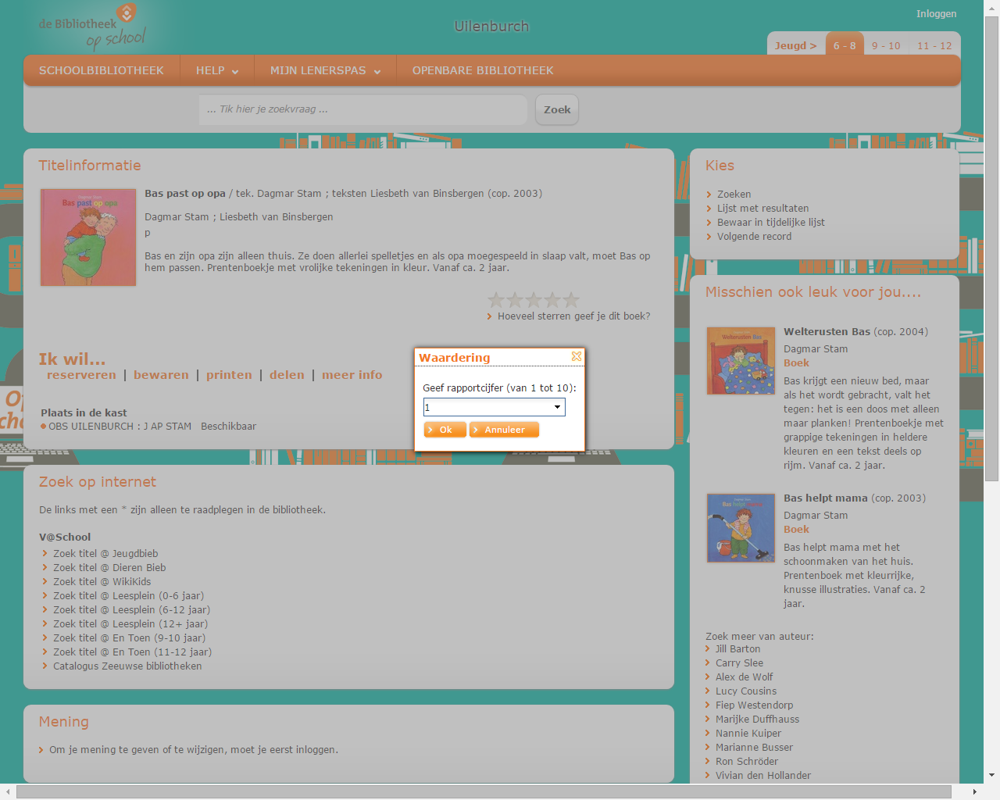 de Bibliotheek
op school
Uilenburch
Inloggen
Jeugd >
6 - 8
9 - 10
11 - 12
SCHOOLBIBLIOTHEEK
HELP
MIJN LENERSPAS
OPENBARE BIBLIOTHEEK
... Tik hier je zoekvraag ...
Zoek
Titelinformatie
Bas past op opa
Bas past op opa / tek. Dagmar Stam ; teksten Liesbeth van Binsbergen (cop. 2003)
Dagmar Stam ; Liesbeth van Binsbergen
p
Bas en zijn opa zijn alleen thuis. Ze doen allerlei spelletjes en als opa moegespeeld in slaap valt, moet Bas op
hem passen. Prentenboekje met vrolijke tekeningen in kleur. Vanaf ca. 2 jaar.
Hoeveel sterren geef je dit boek?
Ik wil...
reserveren | bewaren | printen | delen | meer info
Plaats in de kast
OBS UILENBURCH : J AP STAM Beschikbaar
Waardering
Geef rapportcijfer (van 1 tot 10):
1
Ok
Annuleer
Zoek op internet
De links met een * zijn alleen te raadplegen in de bibliotheek.
V@School
Zoek titel @ Jeugdbieb
Zoek titel @ Dieren Bieb
Zoek titel @ WikiKids
Zoek titel @ Leesplein (0-6 jaar)
Zoek titel @ Leesplein (6-12 jaar)
Zoek titel @ Leesplein (12+ jaar)
Zoek titel @ En Toen (9-10 jaar)
Zoek titel @ En Toen (11-12 jaar)
Catalogus Zeeuwse bibliotheken
Mening
Om je mening te geven of te wijzigen, moet je eerst inloggen.
Kies
Zoeken
Lijst met resultaten
Bewaar in tijdelijke lijst
Volgende record
Misschien ook leuk voor jou....
Welterusten Bas
Welterusten Bas (cop. 2004)
Dagmar Stam
Boek
Bas krijgt een nieuw bed, maar
als het wordt gebracht, valt het
tegen: het is een doos met alleen
maar planken! Prentenboekje met
grappige tekeningen in heldere
kleuren en een tekst deels op
rijm. Vanaf ca. 2 jaar.
Bas helpt mama
Bas helpt mama (cop. 2003)
Dagmar Stam
Boek
Bas helpt mama met het
schoonmaken van het huis.
Prentenboek met kleurrijke,
knusse illustraties. Vanaf ca. 2
jaar.
Zoek meer van auteur:
Jill Barton
Carry Slee
Alex de Wolf
Lucy Cousins
Fiep Westendorp
Marijke Duffhauss
Nannie Kuiper
Marianne Busser
Ron Schröder
Vivian den Hollander